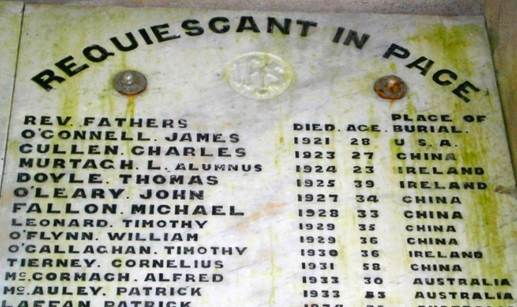 REQUIESCANT IN PACE
IHS
REV. FATHERS DIED. AGE. PLACE OF BURIAL.
O'CONNELL. JAMES 1921 28 U.S.A.
CULLEN. CHARLES 1923 27 CHINA
MURTAGH. L. ALUMNUS 1924 23 IRELAND
DOYLE. THOMAS 1925 39 IRELAND
O'LEARY. JOHN 1927 34 CHINA
FALLON. MICHAEL 1928 33 CHINA
LEONARD. TIMOTHY 1929 35 CHINA
O'FLYNN. WILLIAM 1929 36 CHINA
O'CALLAGHAN. TIMOTHY 1930 36 IRELAND
TIERNEY. CORNELIUS 1931 58 CHINA
McCORMACH. ALFRED 1933 30 AUSTRALIA
McAULEY. PATRICK 1933 AUSTRALIA
LAFFAN PATRICK